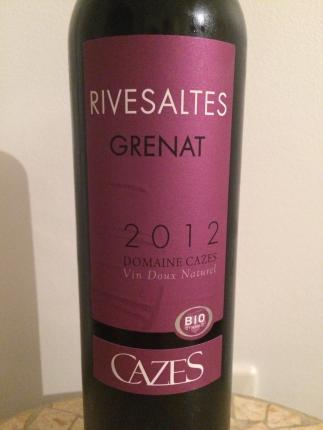 RIVESALTES
GRENAT
2012
DOMAINE CAZES
Vin Doux Naturel
BIO
CAZES